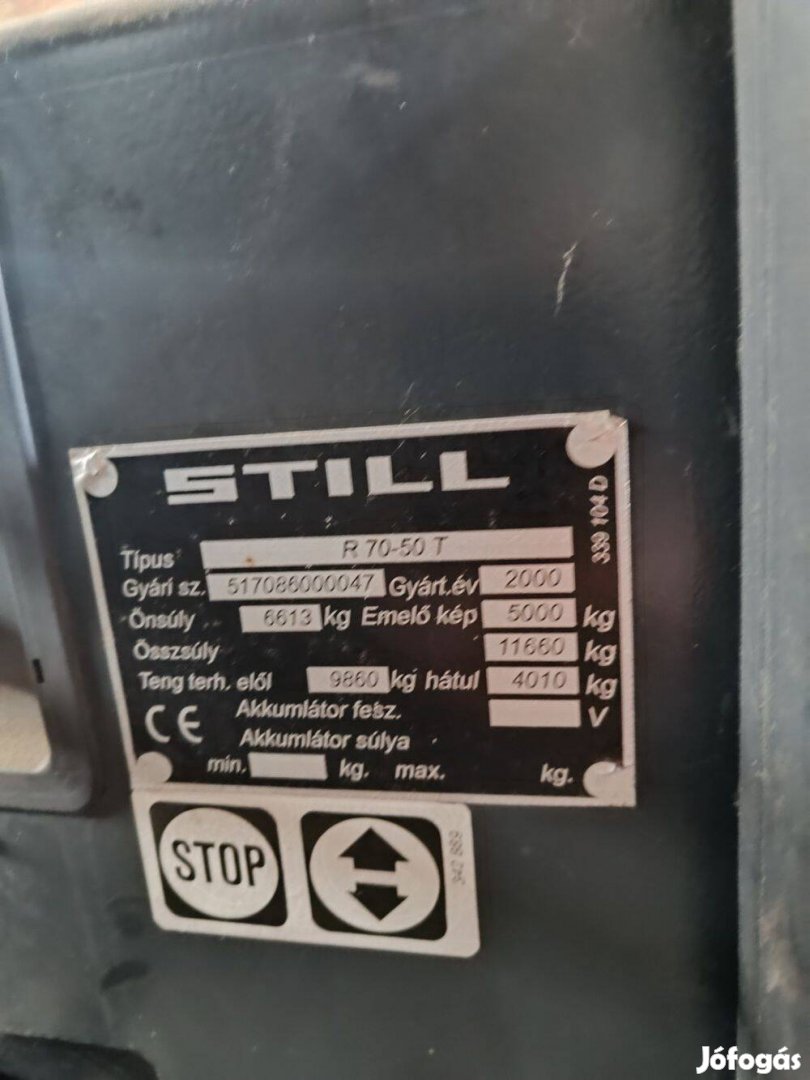 STILL
339 104 D
Típus R 70-50 T
Gyári sz. 517086000047 Gyárt.év 2000
Önsúly 6613 kg Emelő kép 5000 kg
Összsúly 11660 kg
Teng terh. elől 9860 kg hátul 4010 kg
CE Akkumlátor fesz. V
Akkumlátor súlya
min. kg. max. kg.
STOP
342 889
Jófogás